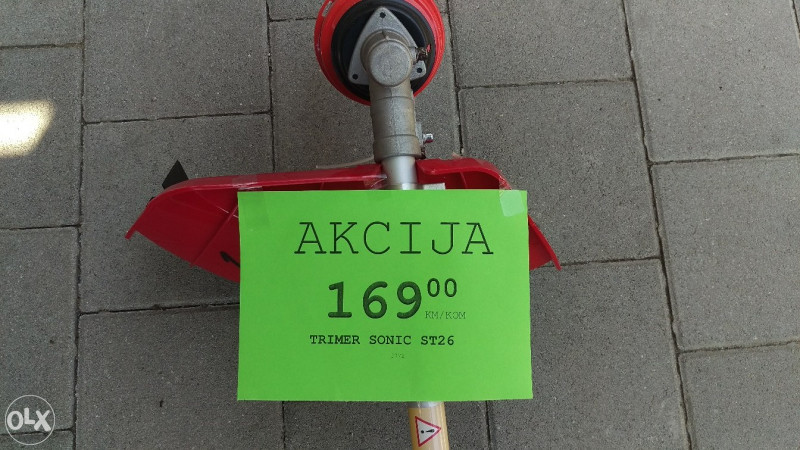 AKCIJA
169⁰⁰
KM/KOM
TRIMER SONIC ST26
OLX